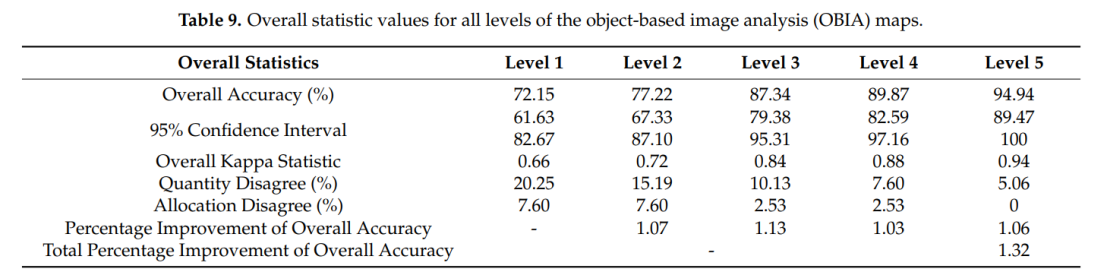 Table 9. Overall statistic values for all levels of the object-based image analysis (OBIA) maps.
Overall Statistics Level 1 Level 2 Level 3 Level 4 Level 5
Overall Accuracy (%) 72.15 77.22 87.34 89.87 94.94
95% Confidence Interval 61.63 67.33 79.38 82.59 89.47
82.67 87.10 95.31 97.16 100
Overall Kappa Statistic 0.66 0.72 0.84 0.88 0.94
Quantity Disagree (%) 20.25 15.19 10.13 7.60 5.06
Allocation Disagree (%) 7.60 7.60 2.53 2.53 0
Percentage Improvement of Overall Accuracy - 1.07 1.13 1.03 1.06
Total Percentage Improvement of Overall Accuracy - 1.32